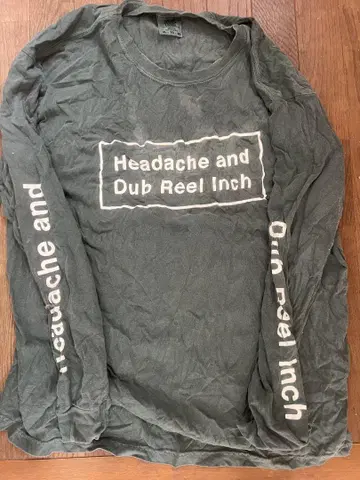 Headache and
Dub Reel Inch
Headache and
Dub Reel Inch